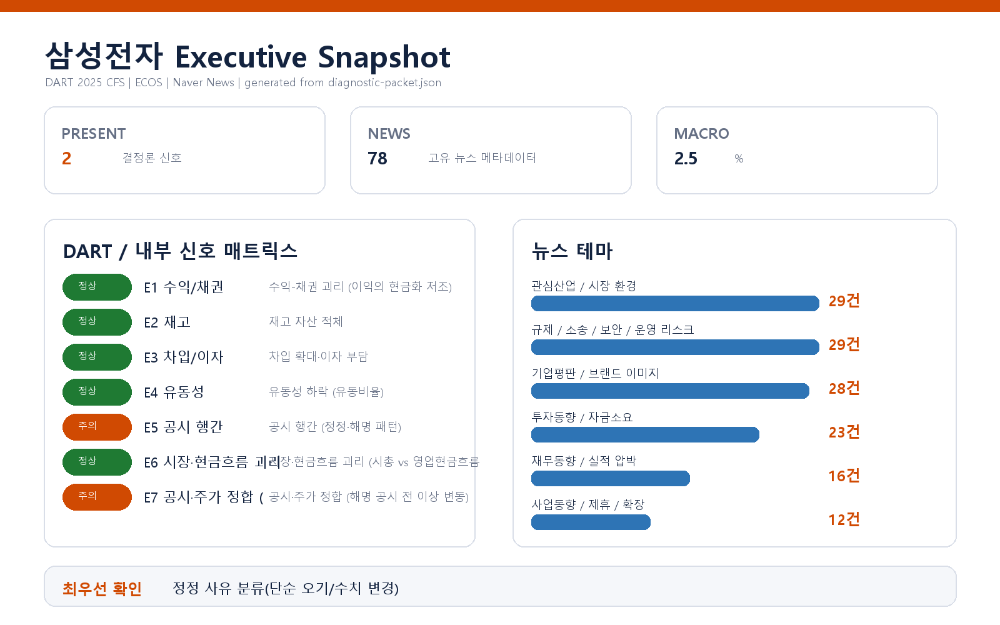 삼성전자 Executive Snapshot
DART 2025 CFS | ECOS | Naver News | generated from diagnostic-packet.json
PRESENT
2 결정론 신호
NEWS
78 고유 뉴스 메타데이터
MACRO
2.5 %
DART / 내부 신호 매트릭스
정상 E1 수익/채권 수익-채권 괴리 (이익의 현금화 저조)
정상 E2 재고 재고 자산 적체
정상 E3 차입/이자 차입 확대·이자 부담
정상 E4 유동성 유동성 하락 (유동비율)
주의 E5 공시 행간 공시 행간 (정정·해명 패턴)
정상 E6 시장·현금흐름 괴리 시장·현금흐름 괴리 (시총 vs 영업현금흐름
주의 E7 공시·주가 정합 ( 공시·주가 정합 (해명 공시 전 이상 변동)
뉴스 테마
관심산업 / 시장 환경
29건
규제 / 소송 / 보안 / 운영 리스크
29건
기업평판 / 브랜드 이미지
28건
투자동향 / 자금소요
23건
재무동향 / 실적 압박
16건
사업동향 / 제휴 / 확장
12건
최우선 확인 정정 사유 분류(단순 오기/수치 변경)